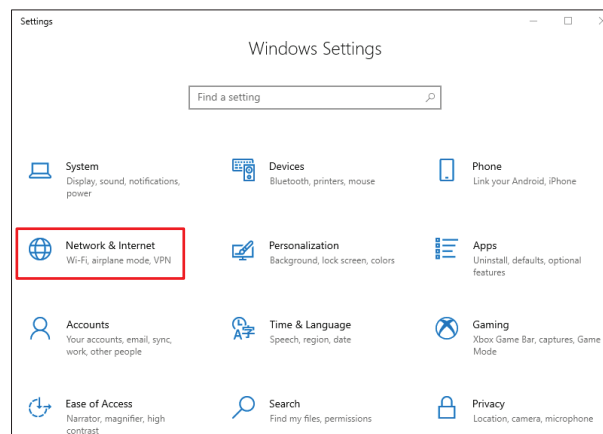 Settings
Windows Settings
Find a setting
System
Display, sound, notifications,
power
Devices
Bluetooth, printers, mouse
Phone
Link your Android, iPhone
Network & Internet
Wi-Fi, airplane mode, VPN
Personalization
Background, lock screen, colors
Apps
Uninstall, defaults, optional
features
Accounts
Your accounts, email, sync,
work, other people
Time & Language
Speech, region, date
Gaming
Xbox Game Bar, captures, Game
Mode
Ease of Access
Narrator, magnifier, high
contrast
Search
Find my files, permissions
Privacy
Location, camera, microphone